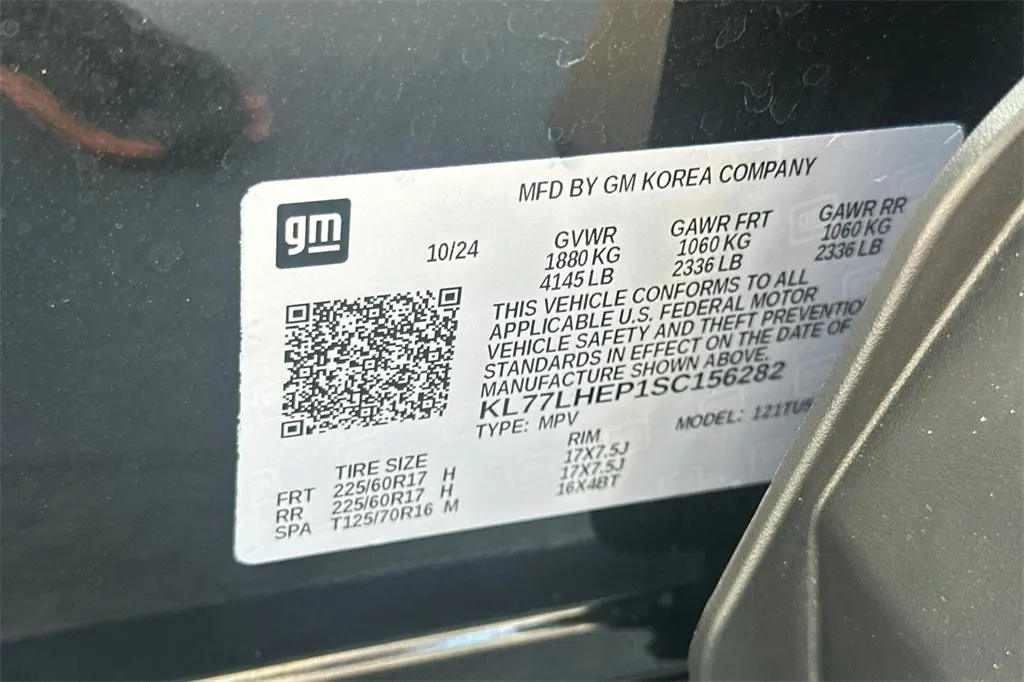 MFD BY GM KOREA COMPANY
gm
10/24
GVWR
1880 KG
4145 LB
GAWR FRT
1060 KG
2336 LB
GAWR RR
1060 KG
2336 LB
THIS VEHICLE CONFORMS TO ALL
APPLICABLE U.S. FEDERAL MOTOR
VEHICLE SAFETY AND THEFT PREVENTIO
STANDARDS IN EFFECT ON THE DATE OF
MANUFACTURE SHOWN ABOVE.
KL77LHEP1SC156282
TYPE: MPV
MODEL: 121TU
TIRE SIZE
RIM
FRT 225/60R17 H 17X7.5J
RR 225/60R17 H 17X7.5J
SPA T125/70R16 M 16X4BT